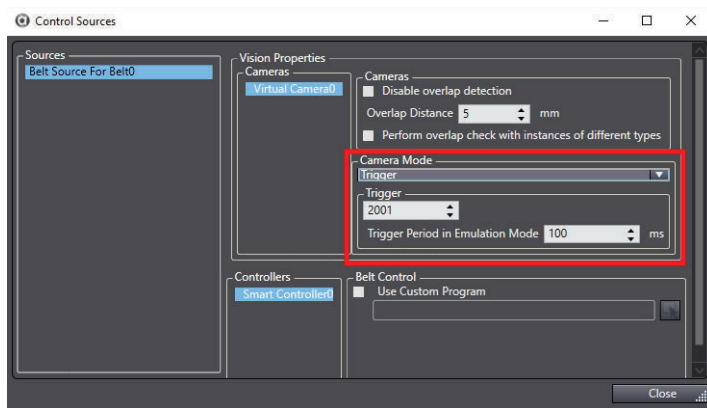 Control Sources
Sources
Belt Source For Belt0
Vision Properties
Cameras
Virtual Camera0
Cameras
Disable overlap detection
Overlap Distance 5 mm
Perform overlap check with instances of different types
Camera Mode
Trigger
Trigger
2001
Trigger Period in Emulation Mode 100 ms
Controllers
Smart Controller0
Belt Control
Use Custom Program
Close